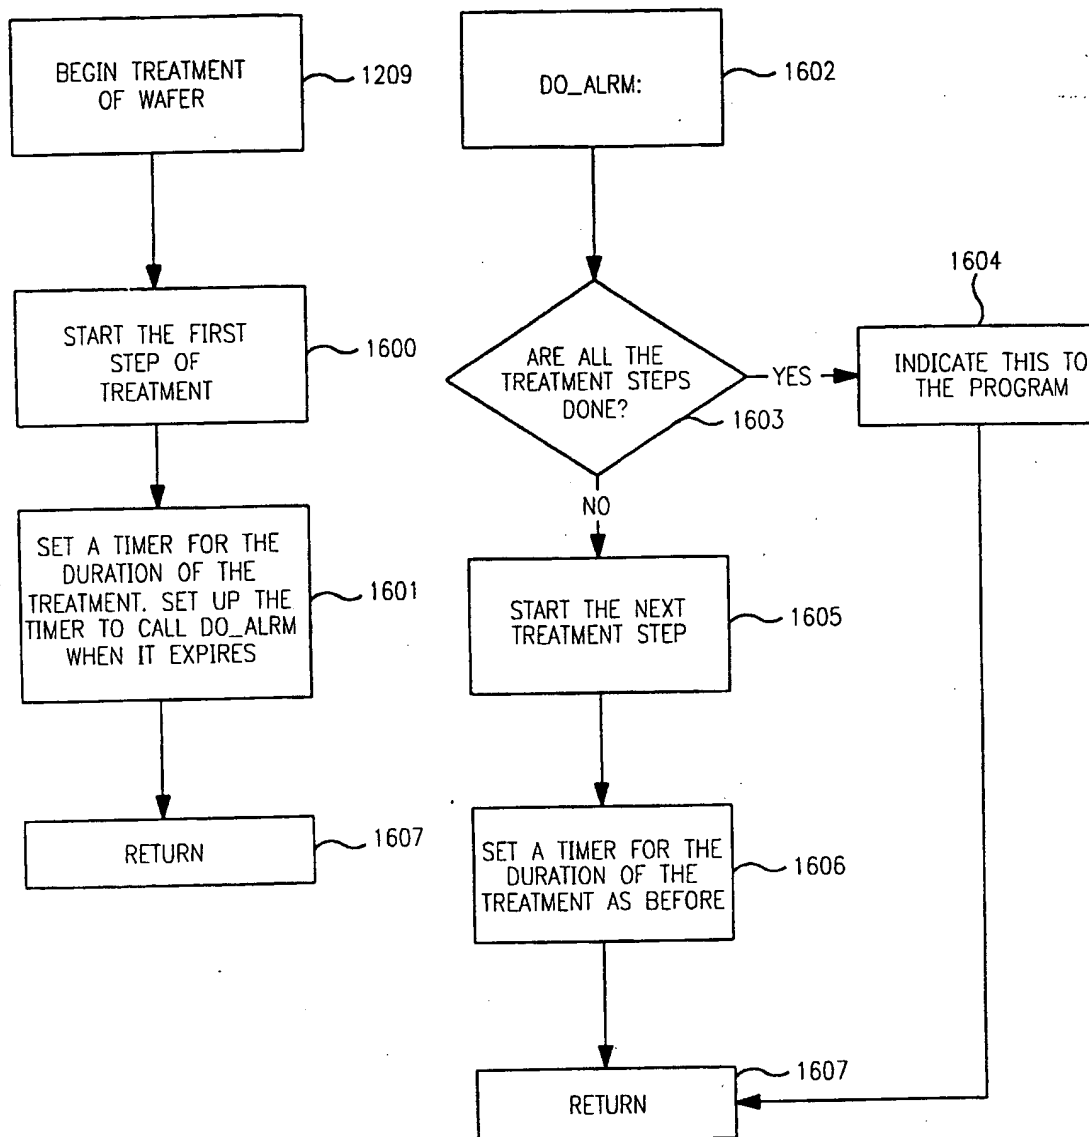 BEGIN TREATMENT
OF WAFER
1209
START THE FIRST
STEP OF
TREATMENT
1600
SET A TIMER FOR THE
DURATION OF THE
TREATMENT. SET UP THE
TIMER TO CALL DO_ALRM
WHEN IT EXPIRES
1601
RETURN
1607
DO_ALRM:
1602
ARE ALL THE
TREATMENT STEPS
DONE?
1603
YES
1604
INDICATE THIS TO
THE PROGRAM
NO
START THE NEXT
TREATMENT STEP
1605
SET A TIMER FOR THE
DURATION OF THE
TREATMENT AS BEFORE
1606
RETURN
1607